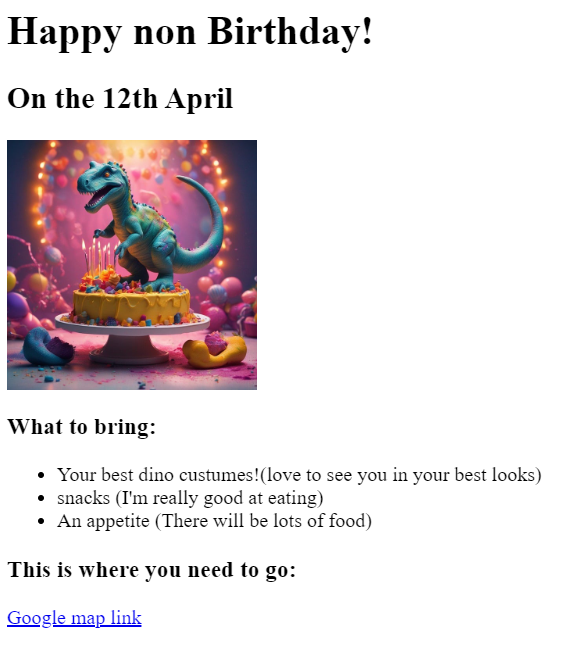 Happy non Birthday!
On the 12th April
What to bring:
Your best dino custumes!(love to see you in your best looks)
snacks (I'm really good at eating)
An appetite (There will be lots of food)
This is where you need to go:
Google map link